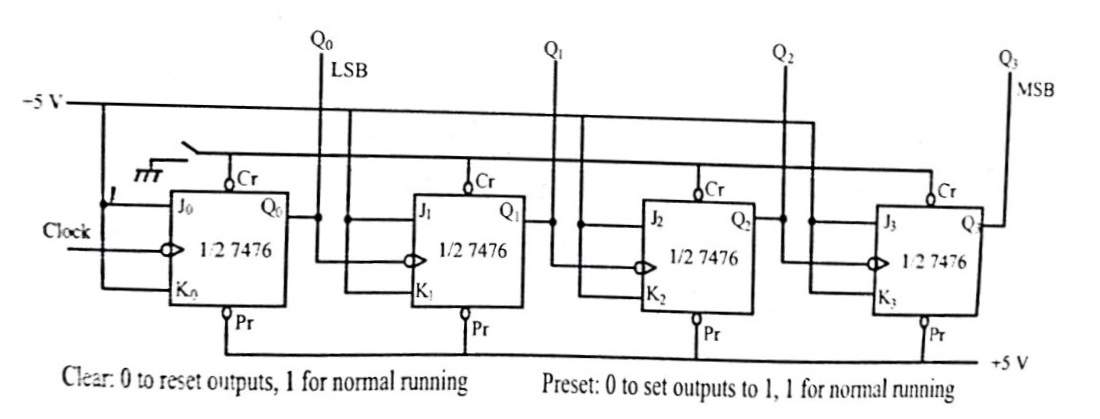 Q₀
LSB
Q₁
Q₂
Q₃
MSB
+5 V
Cr
Cr
Cr
Cr
J₀
Q₀
J₁
Q₁
J₂
Q₂
J₃
Q₃
Clock
1/2 7476
1/2 7476
1/2 7476
1/2 7476
K₀
K₁
K₂
K₃
Pr
Pr
Pr
Pr
+5 V
Clear: 0 to reset outputs, 1 for normal running
Preset: 0 to set outputs to 1, 1 for normal running